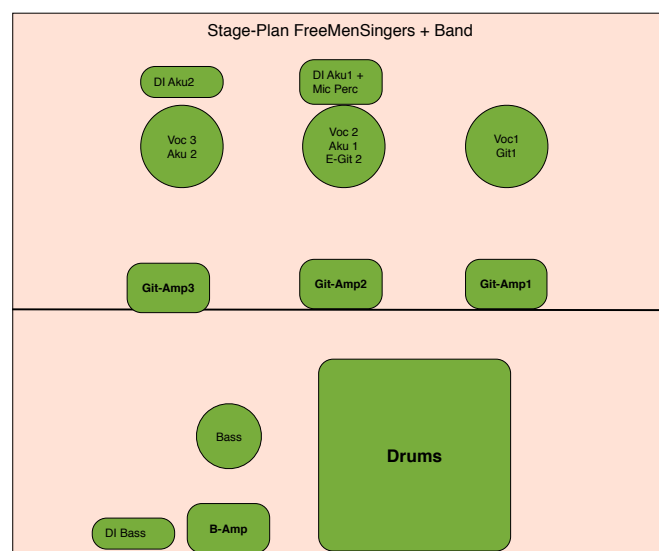 Stage-Plan FreeMenSingers + Band
DI Aku2
DI Aku1 +
Mic Perc
Voc 3
Aku 2
Voc 2
Aku 1
E-Git 2
Voc1
Git1
Git-Amp3
Git-Amp2
Git-Amp1
Bass
Drums
DI Bass
B-Amp